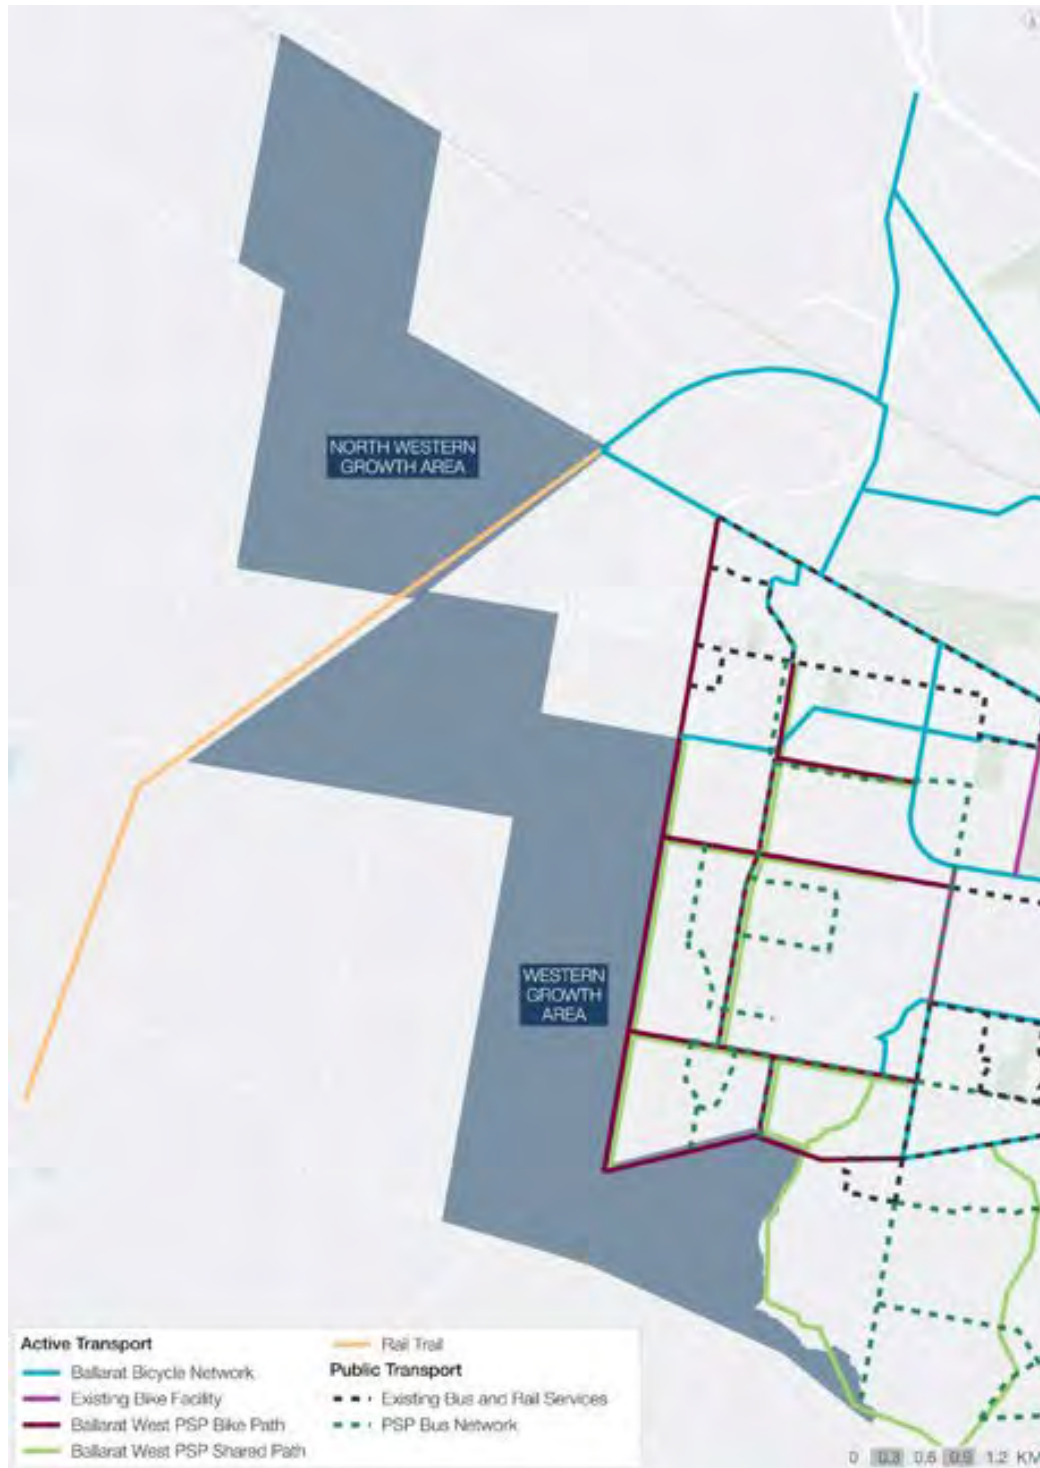 NORTH WESTERN
GROWTH AREA
WESTERN
GROWTH
AREA
Active Transport
Ballarat Bicycle Network
Existing Bike Facility
Ballarat West PSP Bike Path
Ballarat West PSP Shared Path
Rail Trail
Public Transport
Existing Bus and Rail Services
PSP Bus Network
0 0.3 0.6 0.9 1.2 KM